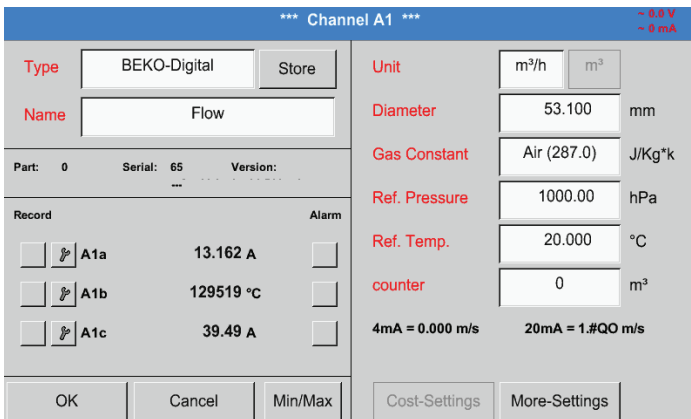 *** Channel A1 ***
~ 0.0 V
~ 0 mA
Type BEKO-Digital Store
Name Flow
Part: 0 Serial: 65 Version:
---
Record Alarm
A1a 13.162 A
A1b 129519 °C
A1c 39.49 A
OK Cancel Min/Max
Unit m³/h m³
Diameter 53.100 mm
Gas Constant Air (287.0) J/Kg*k
Ref. Pressure 1000.00 hPa
Ref. Temp. 20.000 °C
counter 0 m³
4mA = 0.000 m/s 20mA = 1.#QO m/s
Cost-Settings More-Settings